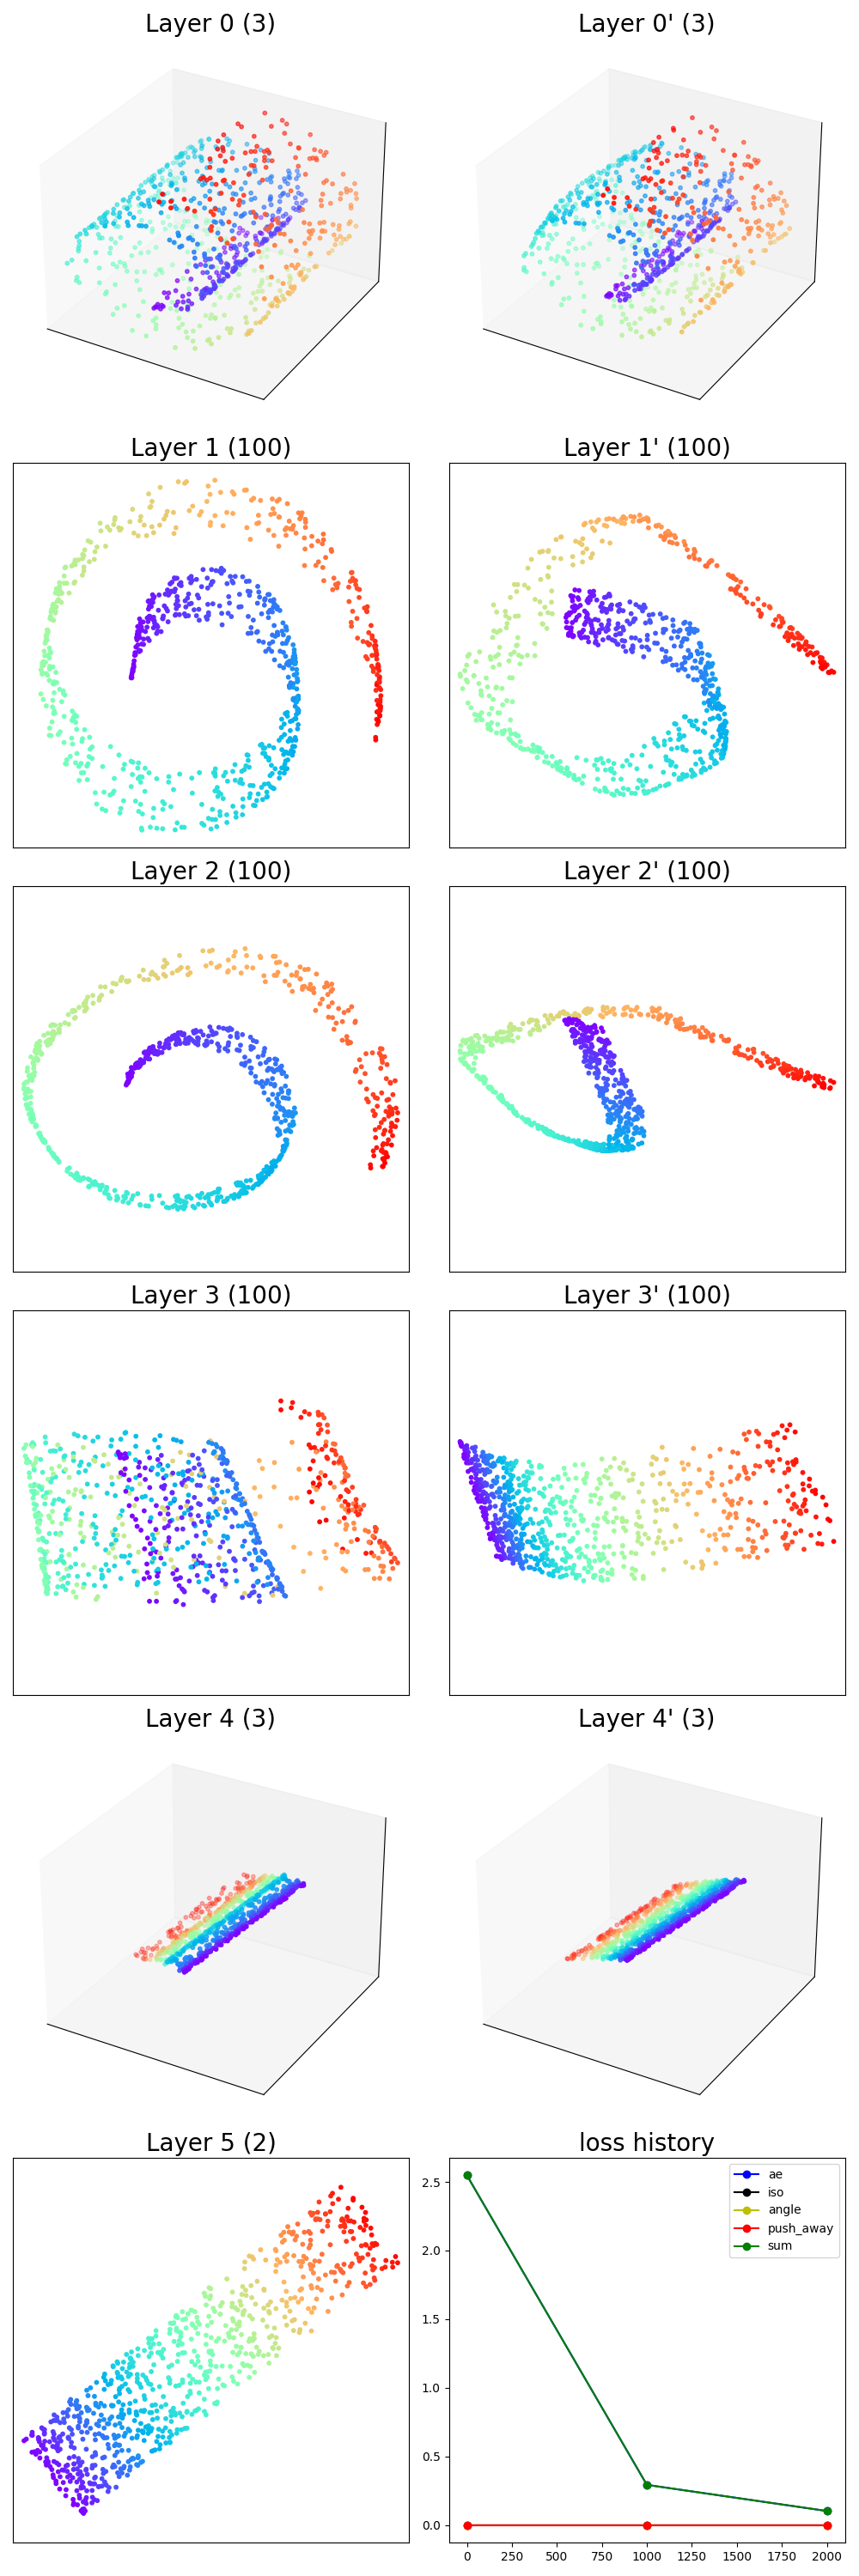 Layer 0 (3)
Layer 0' (3)
Layer 1 (100)
Layer 1' (100)
Layer 2 (100)
Layer 2' (100)
Layer 3 (100)
Layer 3' (100)
Layer 4 (3)
Layer 4' (3)
Layer 5 (2)
loss history
ae
iso
angle
push_away
sum
2.5
2.0
1.5
1.0
0.5
0.0
0 250 500 750 1000 1250 1500 1750 2000